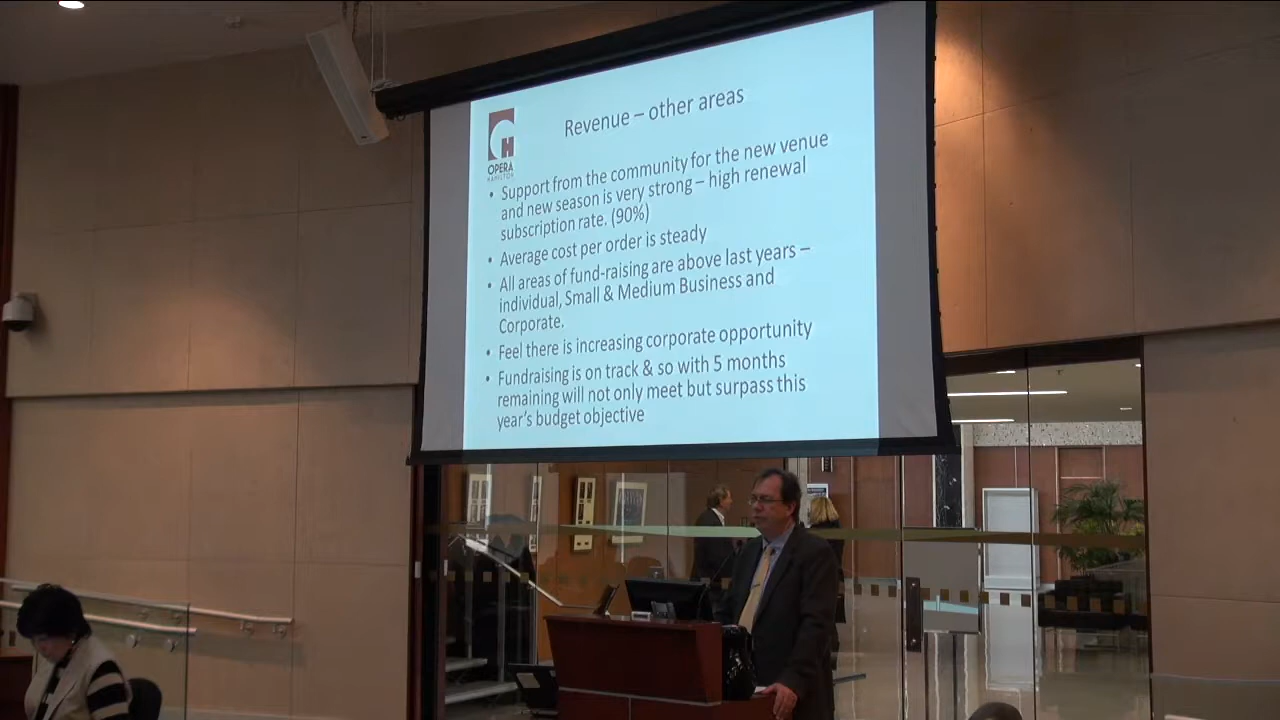 Revenue – other areas
OPERA
HAMILTON
• Support from the community for the new venue
and new season is very strong – high renewal
subscription rate. (90%)
• Average cost per order is steady
• All areas of fund-raising are above last years –
individual, Small & Medium Business and
Corporate.
• Feel there is increasing corporate opportunity
• Fundraising is on track & so with 5 months
remaining will not only meet but surpass this
year's budget objective